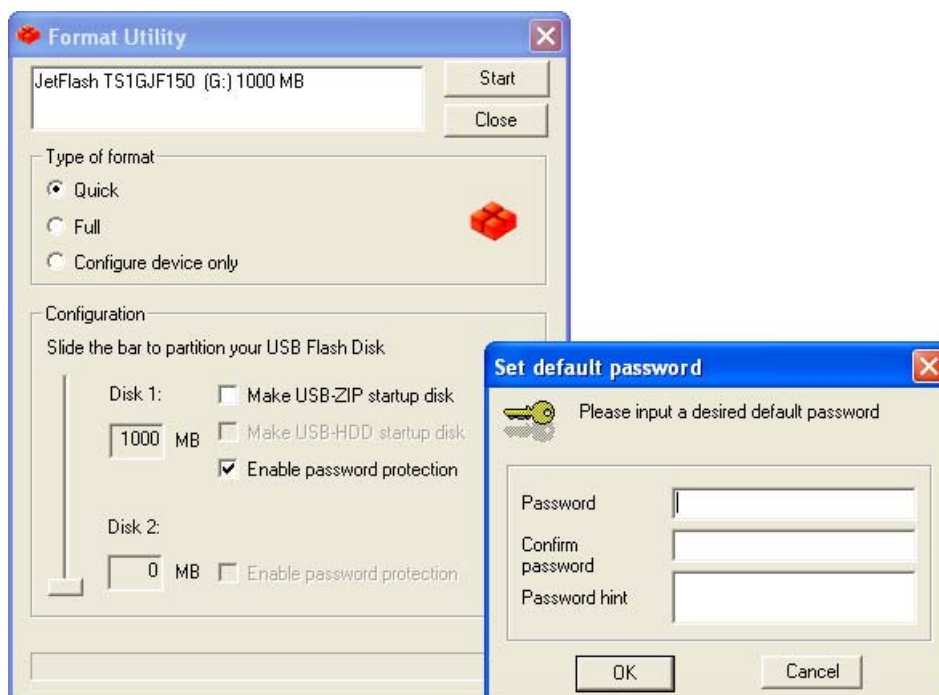 Format Utility
JetFlash TS1GJF150 (G:) 1000 MB
Start
Close
Type of format
Quick
Full
Configure device only
Configuration
Slide the bar to partition your USB Flash Disk
Disk 1:
Make USB-ZIP startup disk
1000 MB
Make USB-HDD startup disk
Enable password protection
Disk 2:
0 MB
Enable password protection
Set default password
Please input a desired default password
Password
Confirm
password
Password hint
OK
Cancel